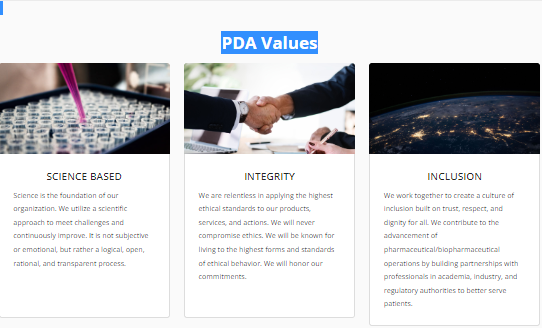 PDA Values
SCIENCE BASED
Science is the foundation of our
organization. We utilize a scientific
approach to meet challenges and
continuously improve. It is not subjective
or emotional, but rather a logical, open,
rational, and transparent process.
INTEGRITY
We are relentless in applying the highest
ethical standards to our products,
services, and actions. We will never
compromise ethics. We will be known for
living to the highest forms and standards
of ethical behavior. We will honor our
commitments.
INCLUSION
We work together to create a culture of
inclusion built on trust, respect, and
dignity for all. We contribute to the
advancement of
pharmaceutical/biopharmaceutical
operations by building partnerships with
professionals in academia, industry, and
regulatory authorities to better serve
patients.